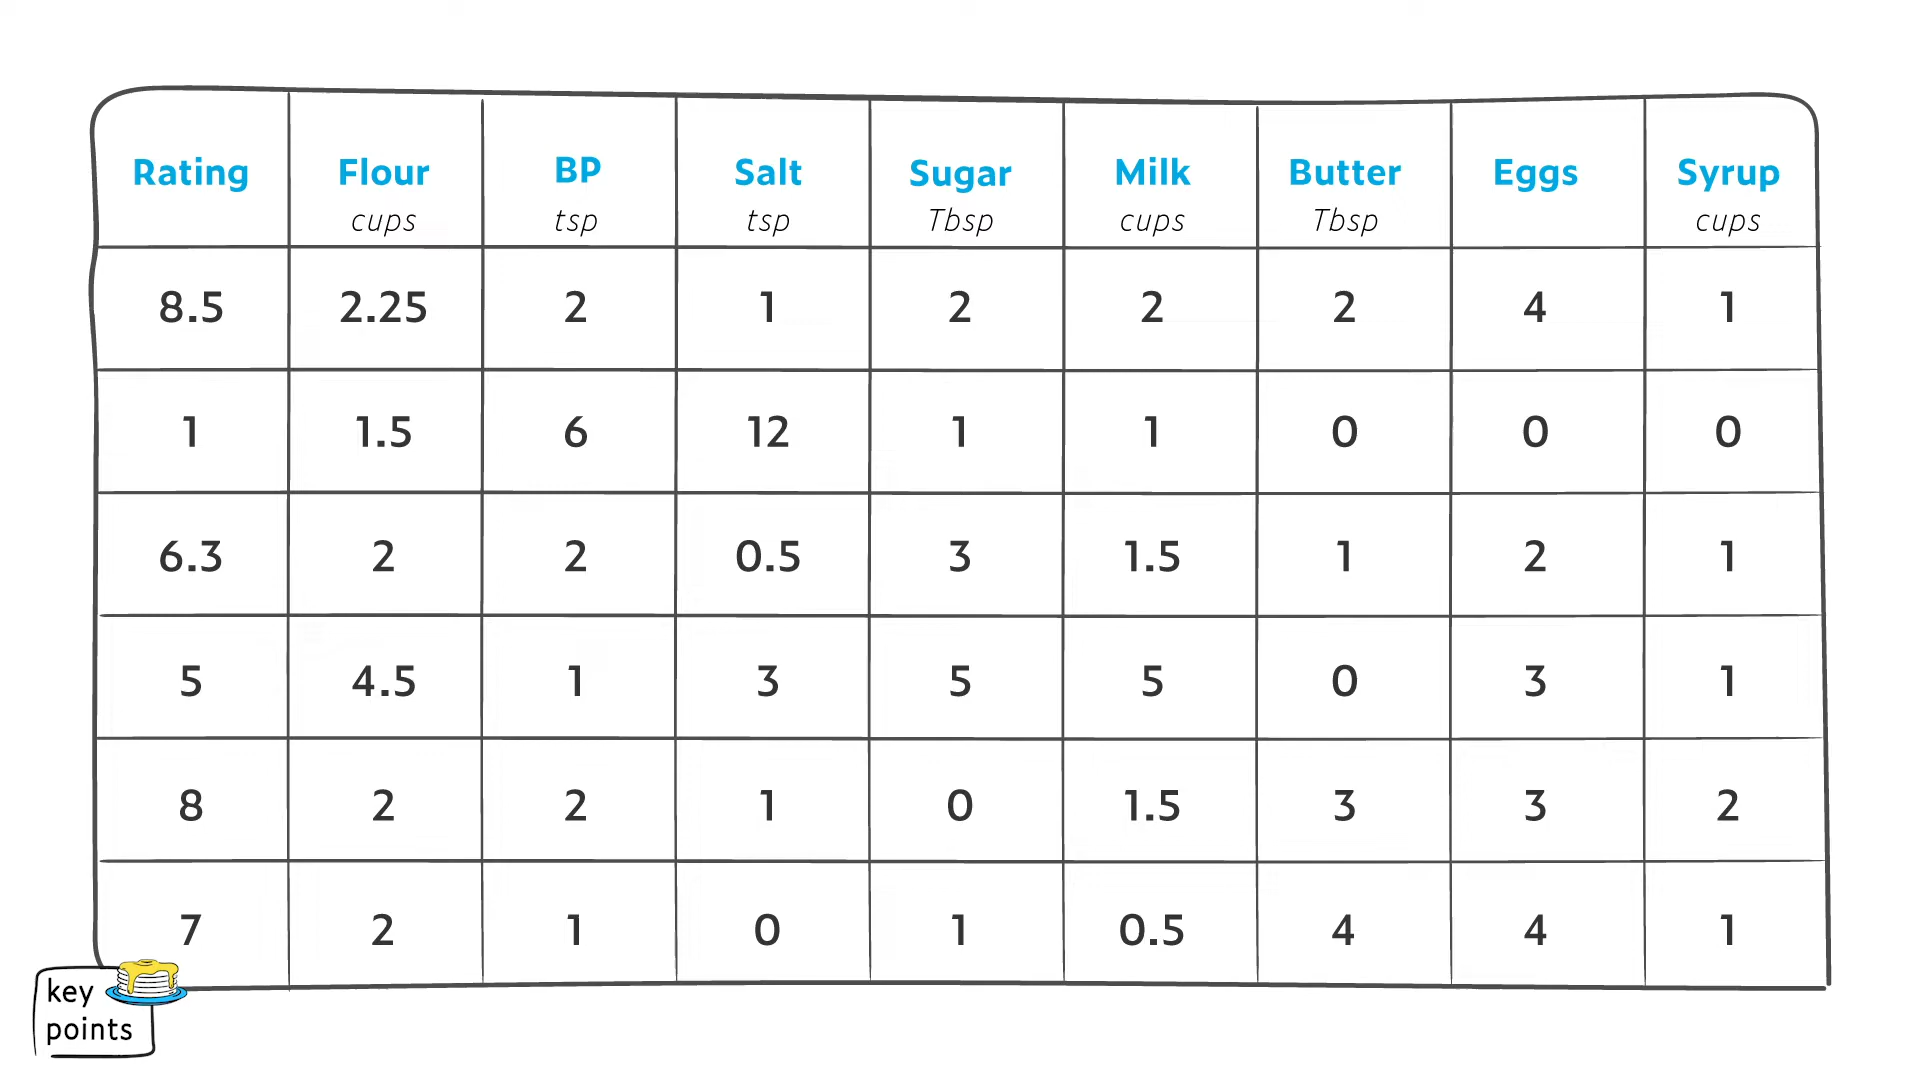 Rating Flour BP Salt Sugar Milk Butter Eggs Syrup
cups tsp tsp Tbsp cups Tbsp cups
8.5 2.25 2 1 2 2 2 4 1
1 1.5 6 12 1 1 0 0 0
6.3 2 2 0.5 3 1.5 1 2 1
5 4.5 1 3 5 5 0 3 1
8 2 2 1 0 1.5 3 3 2
7 2 1 0 1 0.5 4 4 1
key
points